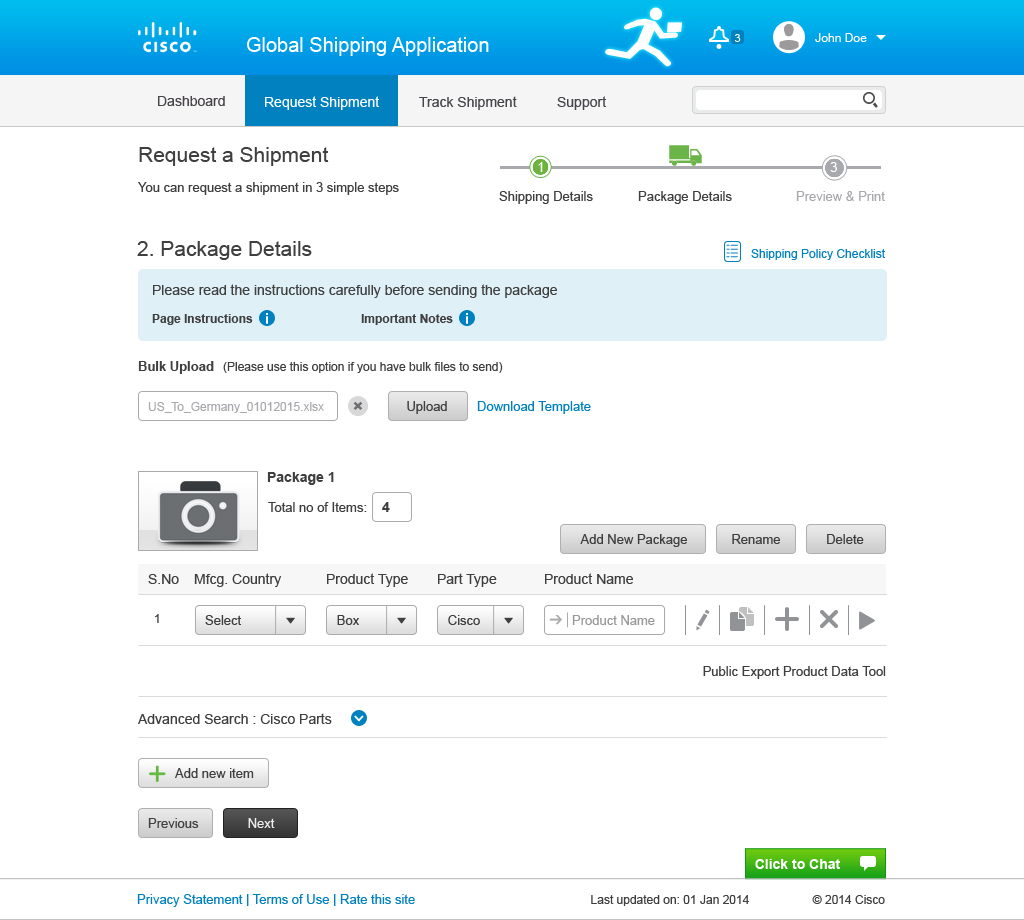 cisco
Global Shipping Application
3
John Doe
Dashboard
Request Shipment
Track Shipment
Support
Request a Shipment
You can request a shipment in 3 simple steps
1
3
Shipping Details
Package Details
Preview & Print
2. Package Details
Shipping Policy Checklist
Please read the instructions carefully before sending the package
Page Instructions i
Important Notes i
Bulk Upload (Please use this option if you have bulk files to send)
US_To_Germany_01012015.xlsx
Upload
Download Template
Package 1
Total no of Items: 4
Add New Package
Rename
Delete
S.No Mfcg. Country Product Type Part Type Product Name
1 Select Box Cisco Product Name
Public Export Product Data Tool
Advanced Search : Cisco Parts
Add new item
Previous
Next
Click to Chat
Privacy Statement | Terms of Use | Rate this site
Last updated on: 01 Jan 2014
© 2014 Cisco